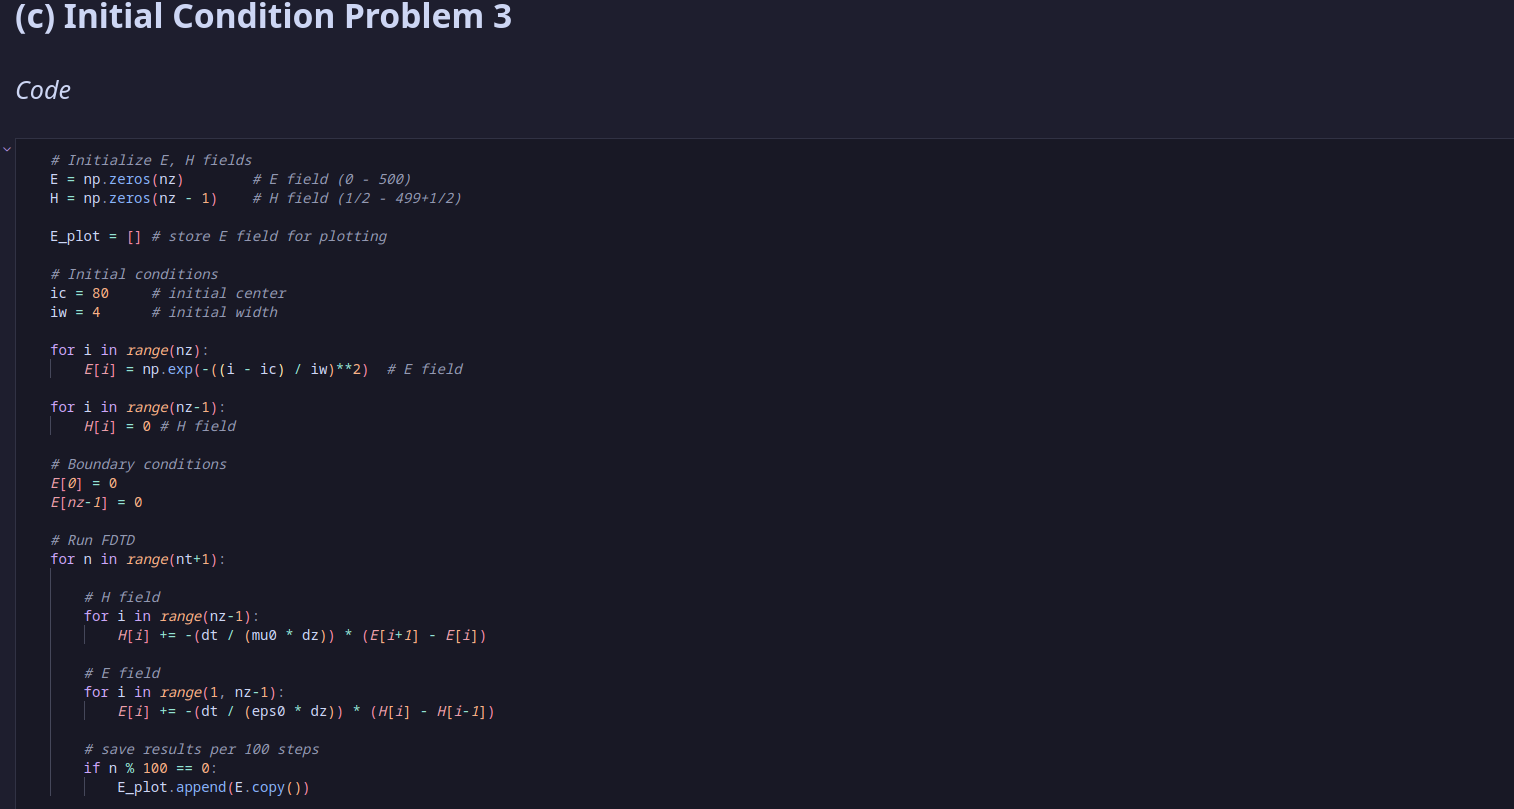 (c) Initial Condition Problem 3
Code
# Initialize E, H fields
E = np.zeros(nz)        # E field (0 - 500)
H = np.zeros(nz - 1)    # H field (1/2 - 499+1/2)
E_plot = [] # store E field for plotting
# Initial conditions
ic = 80     # initial center
iw = 4      # initial width
for i in range(nz):
    E[i] = np.exp(-((i - ic) / iw)**2)  # E field
for i in range(nz-1):
    H[i] = 0 # H field
# Boundary conditions
E[0] = 0
E[nz-1] = 0
# Run FDTD
for n in range(nt+1):
    # H field
    for i in range(nz-1):
        H[i] += -(dt / (mu0 * dz)) * (E[i+1] - E[i])
    # E field
    for i in range(1, nz-1):
        E[i] += -(dt / (eps0 * dz)) * (H[i] - H[i-1])
    # save results per 100 steps
    if n % 100 == 0:
        E_plot.append(E.copy())